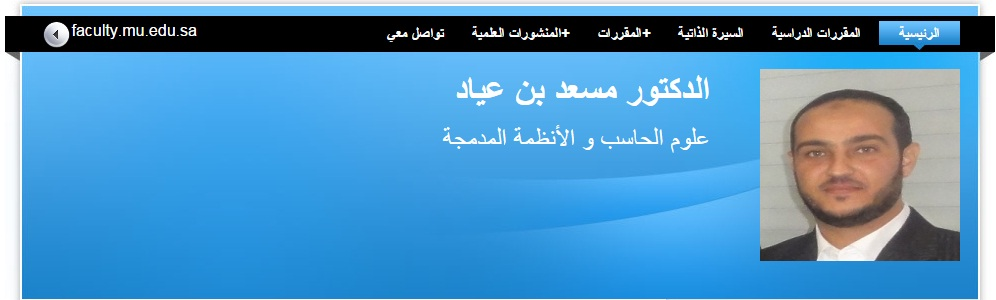 الرئيسية
المقررات الدراسية
السيرة الذاتية
+المقررات
+المنشورات العلمية
تواصل معي
faculty.mu.edu.sa
الدكتور مسعد بن عياد
علوم الحاسب و الأنظمة المدمجة